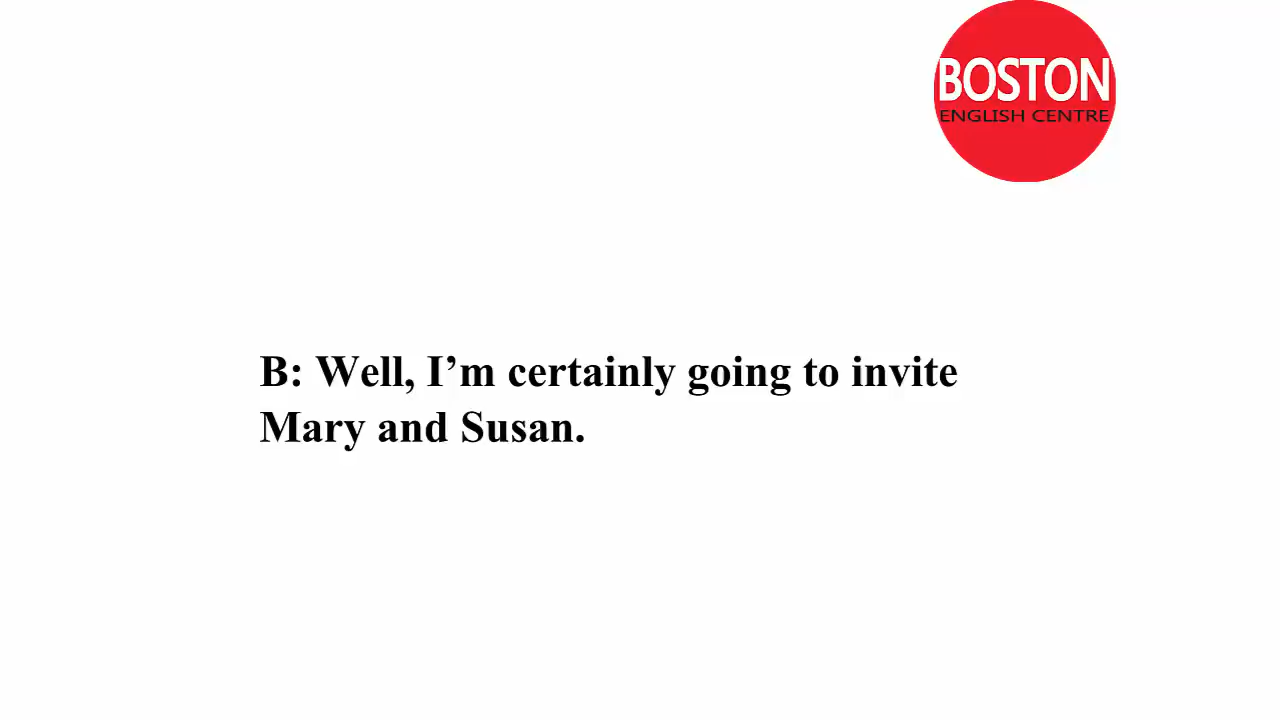 BOSTON
ENGLISH CENTRE
B: Well, I’m certainly going to invite
Mary and Susan.